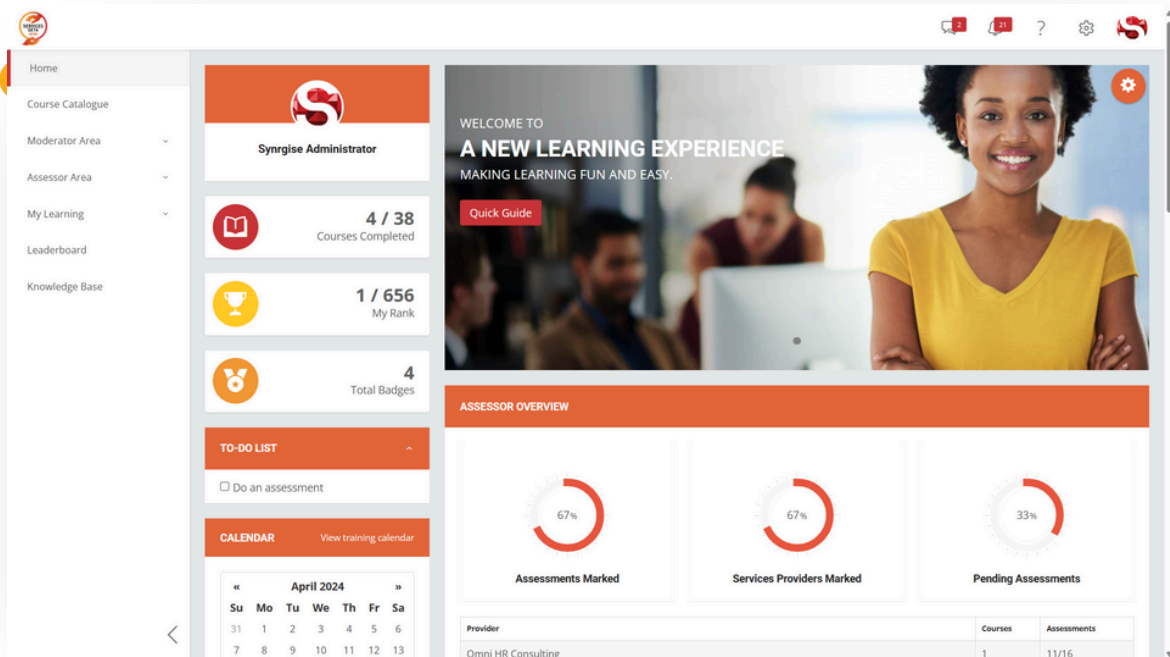 SERVICES
SETA
2
21
?
Home
Course Catalogue
Moderator Area
Assessor Area
My Learning
Leaderboard
Knowledge Base
Synrgise Administrator
4 / 38
Courses Completed
1 / 656
My Rank
4
Total Badges
TO-DO LIST
Do an assessment
CALENDAR View training calendar
« April 2024 »
Su Mo Tu We Th Fr Sa
31 1 2 3 4 5 6
7 8 9 10 11 12 13
WELCOME TO
A NEW LEARNING EXPERIENCE
MAKING LEARNING FUN AND EASY.
Quick Guide
ASSESSOR OVERVIEW
67%
Assessments Marked
67%
Services Providers Marked
33%
Pending Assessments
Provider Courses Assessments
Omni HR Consulting 1 11/16